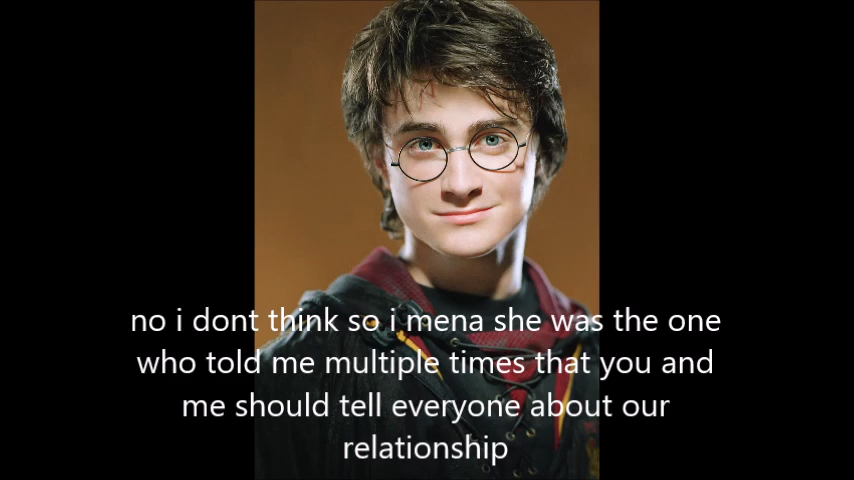 no i dont think so i mena she was the one
who told me multiple times that you and
me should tell everyone about our
relationship